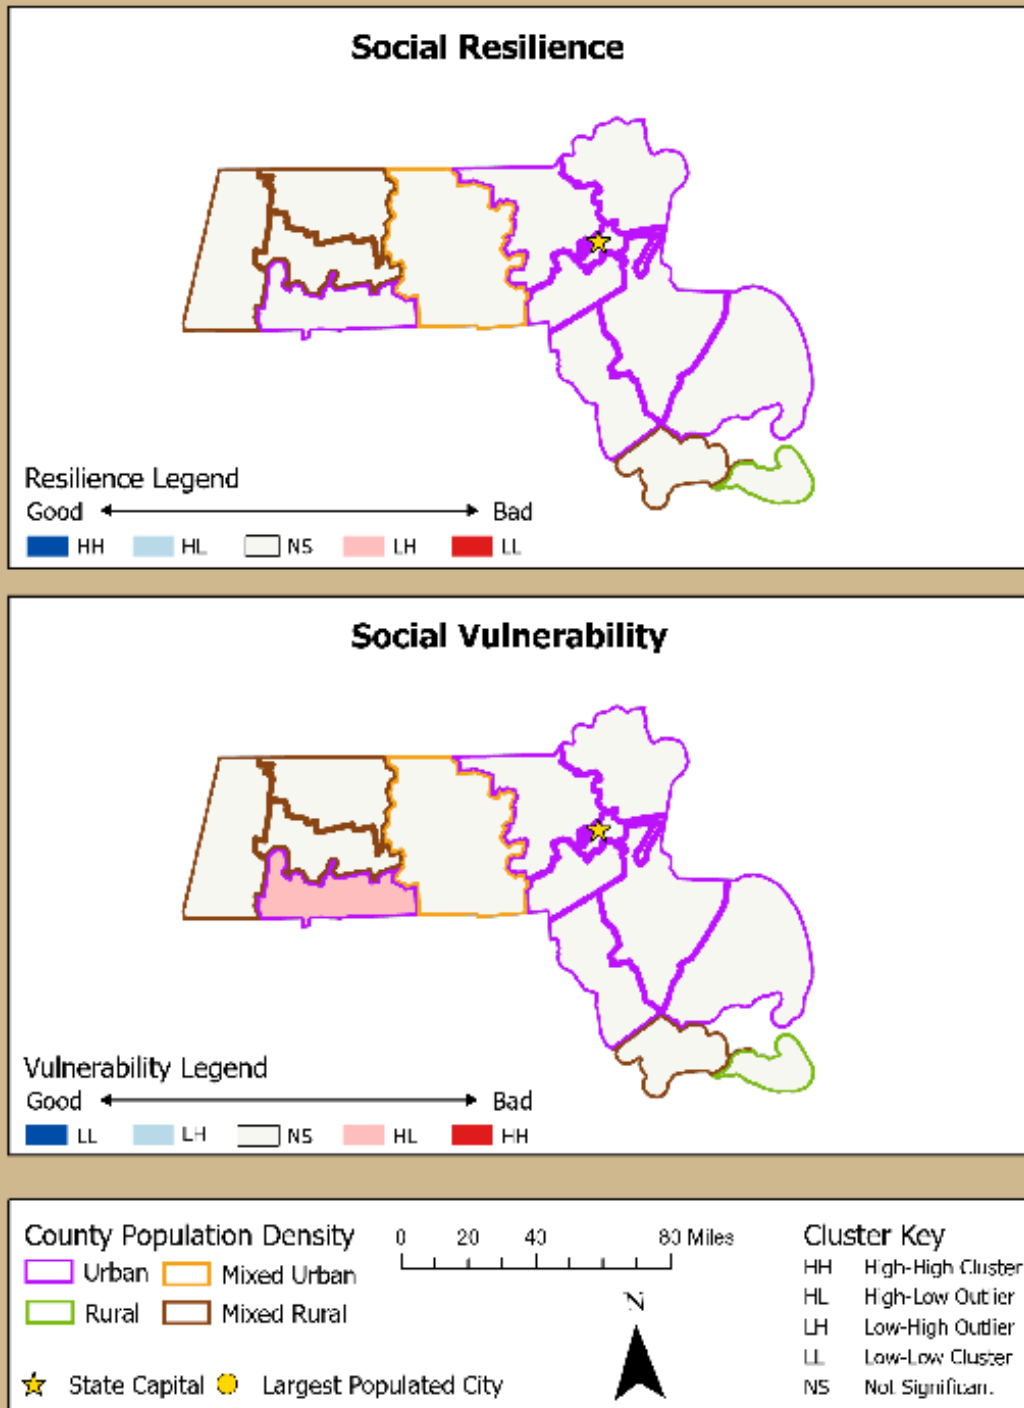 Social Resilience
Resilience Legend
Good Bad
HH HL NS LH LL
Social Vulnerability
Vulnerability Legend
Good Bad
LL LH NS HL HH
County Population Density
Urban Mixed Urban
Rural Mixed Rural
State Capital Largest Populated City
0 20 40 80 Miles
N
Cluster Key
HH High-High Cluster
HL High-Low Outlier
LH Low-High Outlier
LL Low-Low Cluster
NS Not Significant